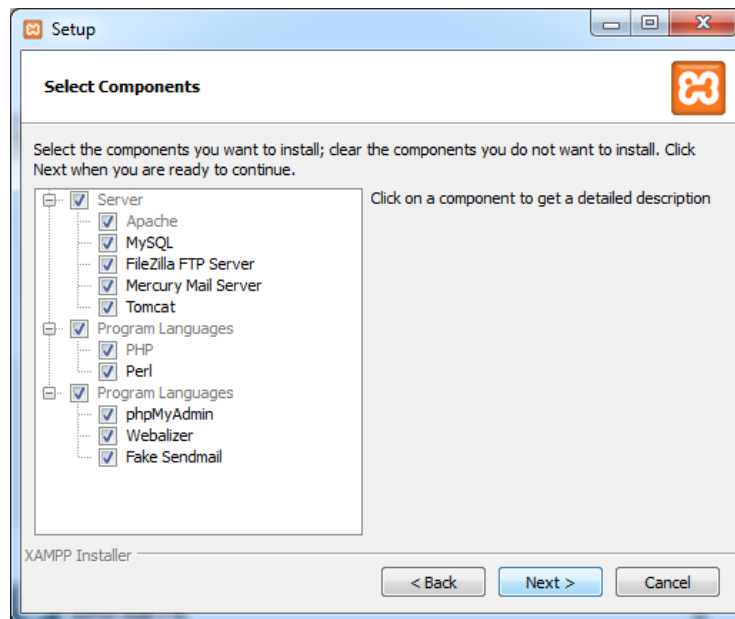 Setup
Select Components
Select the components you want to install; clear the components you do not want to install. Click
Next when you are ready to continue.
Server
Apache
MySQL
FileZilla FTP Server
Mercury Mail Server
Tomcat
Program Languages
PHP
Perl
Program Languages
phpMyAdmin
Webalizer
Fake Sendmail
Click on a component to get a detailed description
XAMPP Installer
< Back
Next >
Cancel